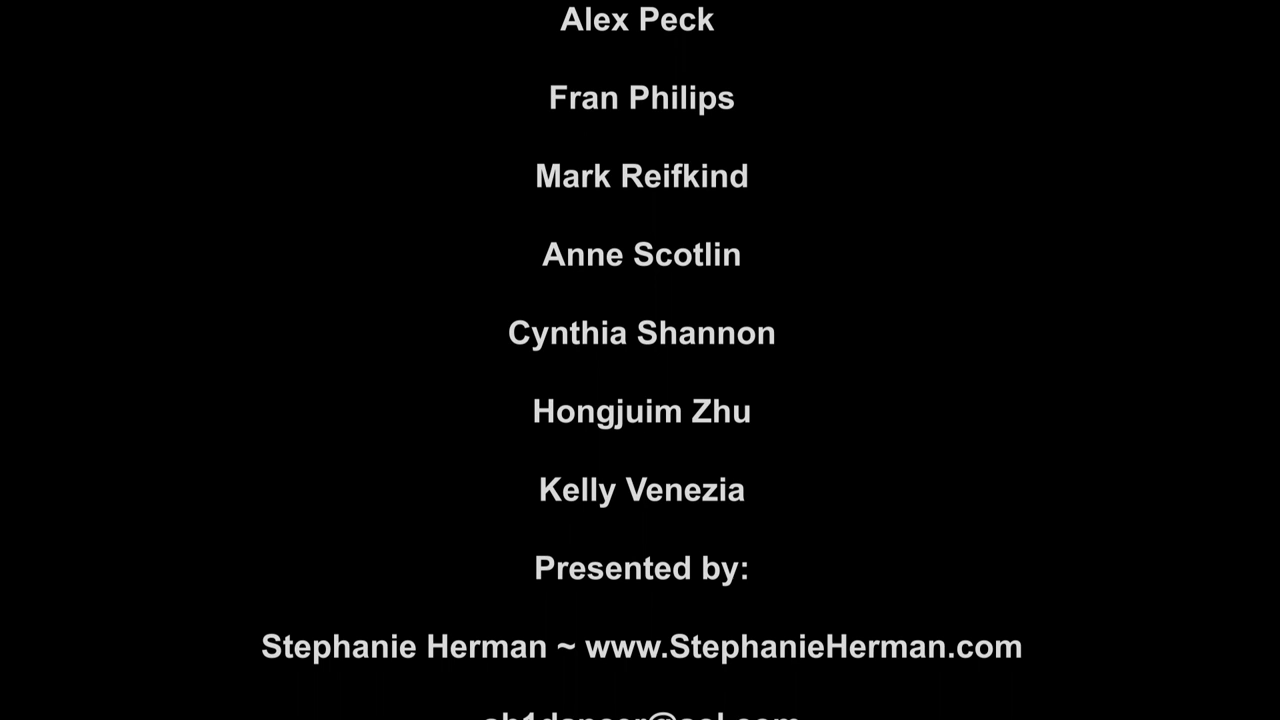 Alex Peck
Fran Philips
Mark Reifkind
Anne Scotlin
Cynthia Shannon
Hongjuim Zhu
Kelly Venezia
Presented by:
Stephanie Herman ~ www.StephanieHerman.com